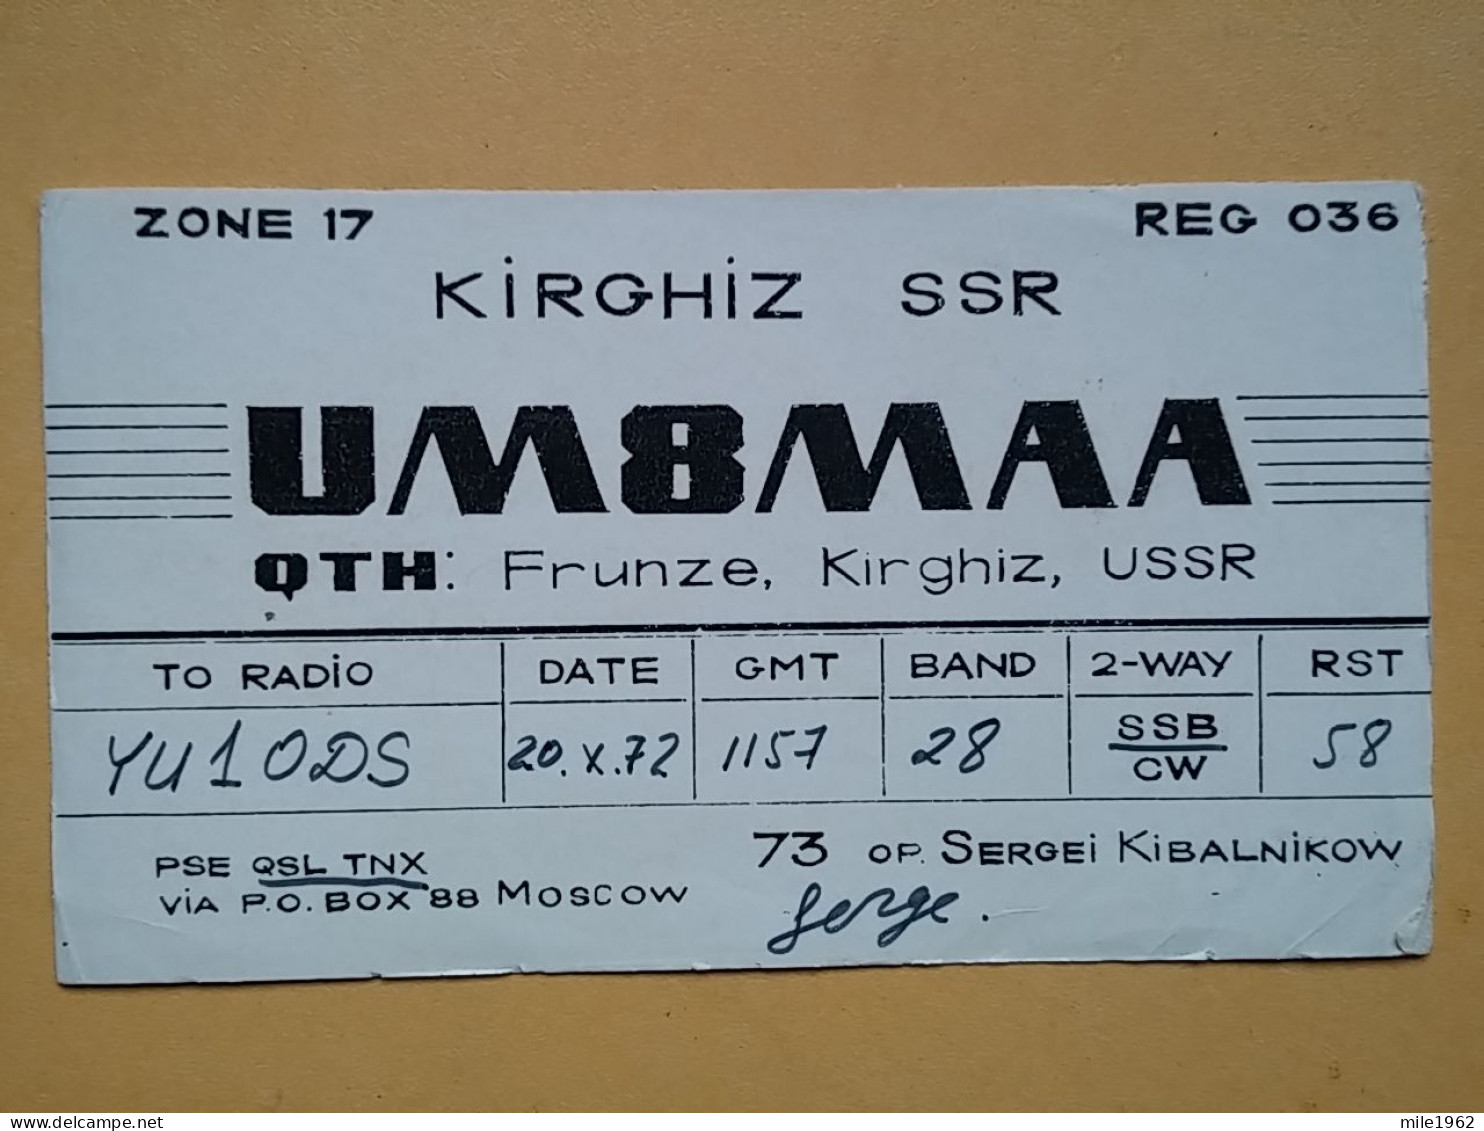 ZONE 17 REG 036
KIRGHIZ SSR
UM8MAA
QTH: Frunze, Kirghiz, USSR
TO RADIO DATE GMT BAND 2-WAY RST
YU1ODS 20.X.72 1157 28 SSB 58
CW
PSE QSL TNX 73 OP. SERGEI KIBALNIKOW
VIA P.O. BOX 88 MOSCOW Serge.
www.delcampe.net mile1962